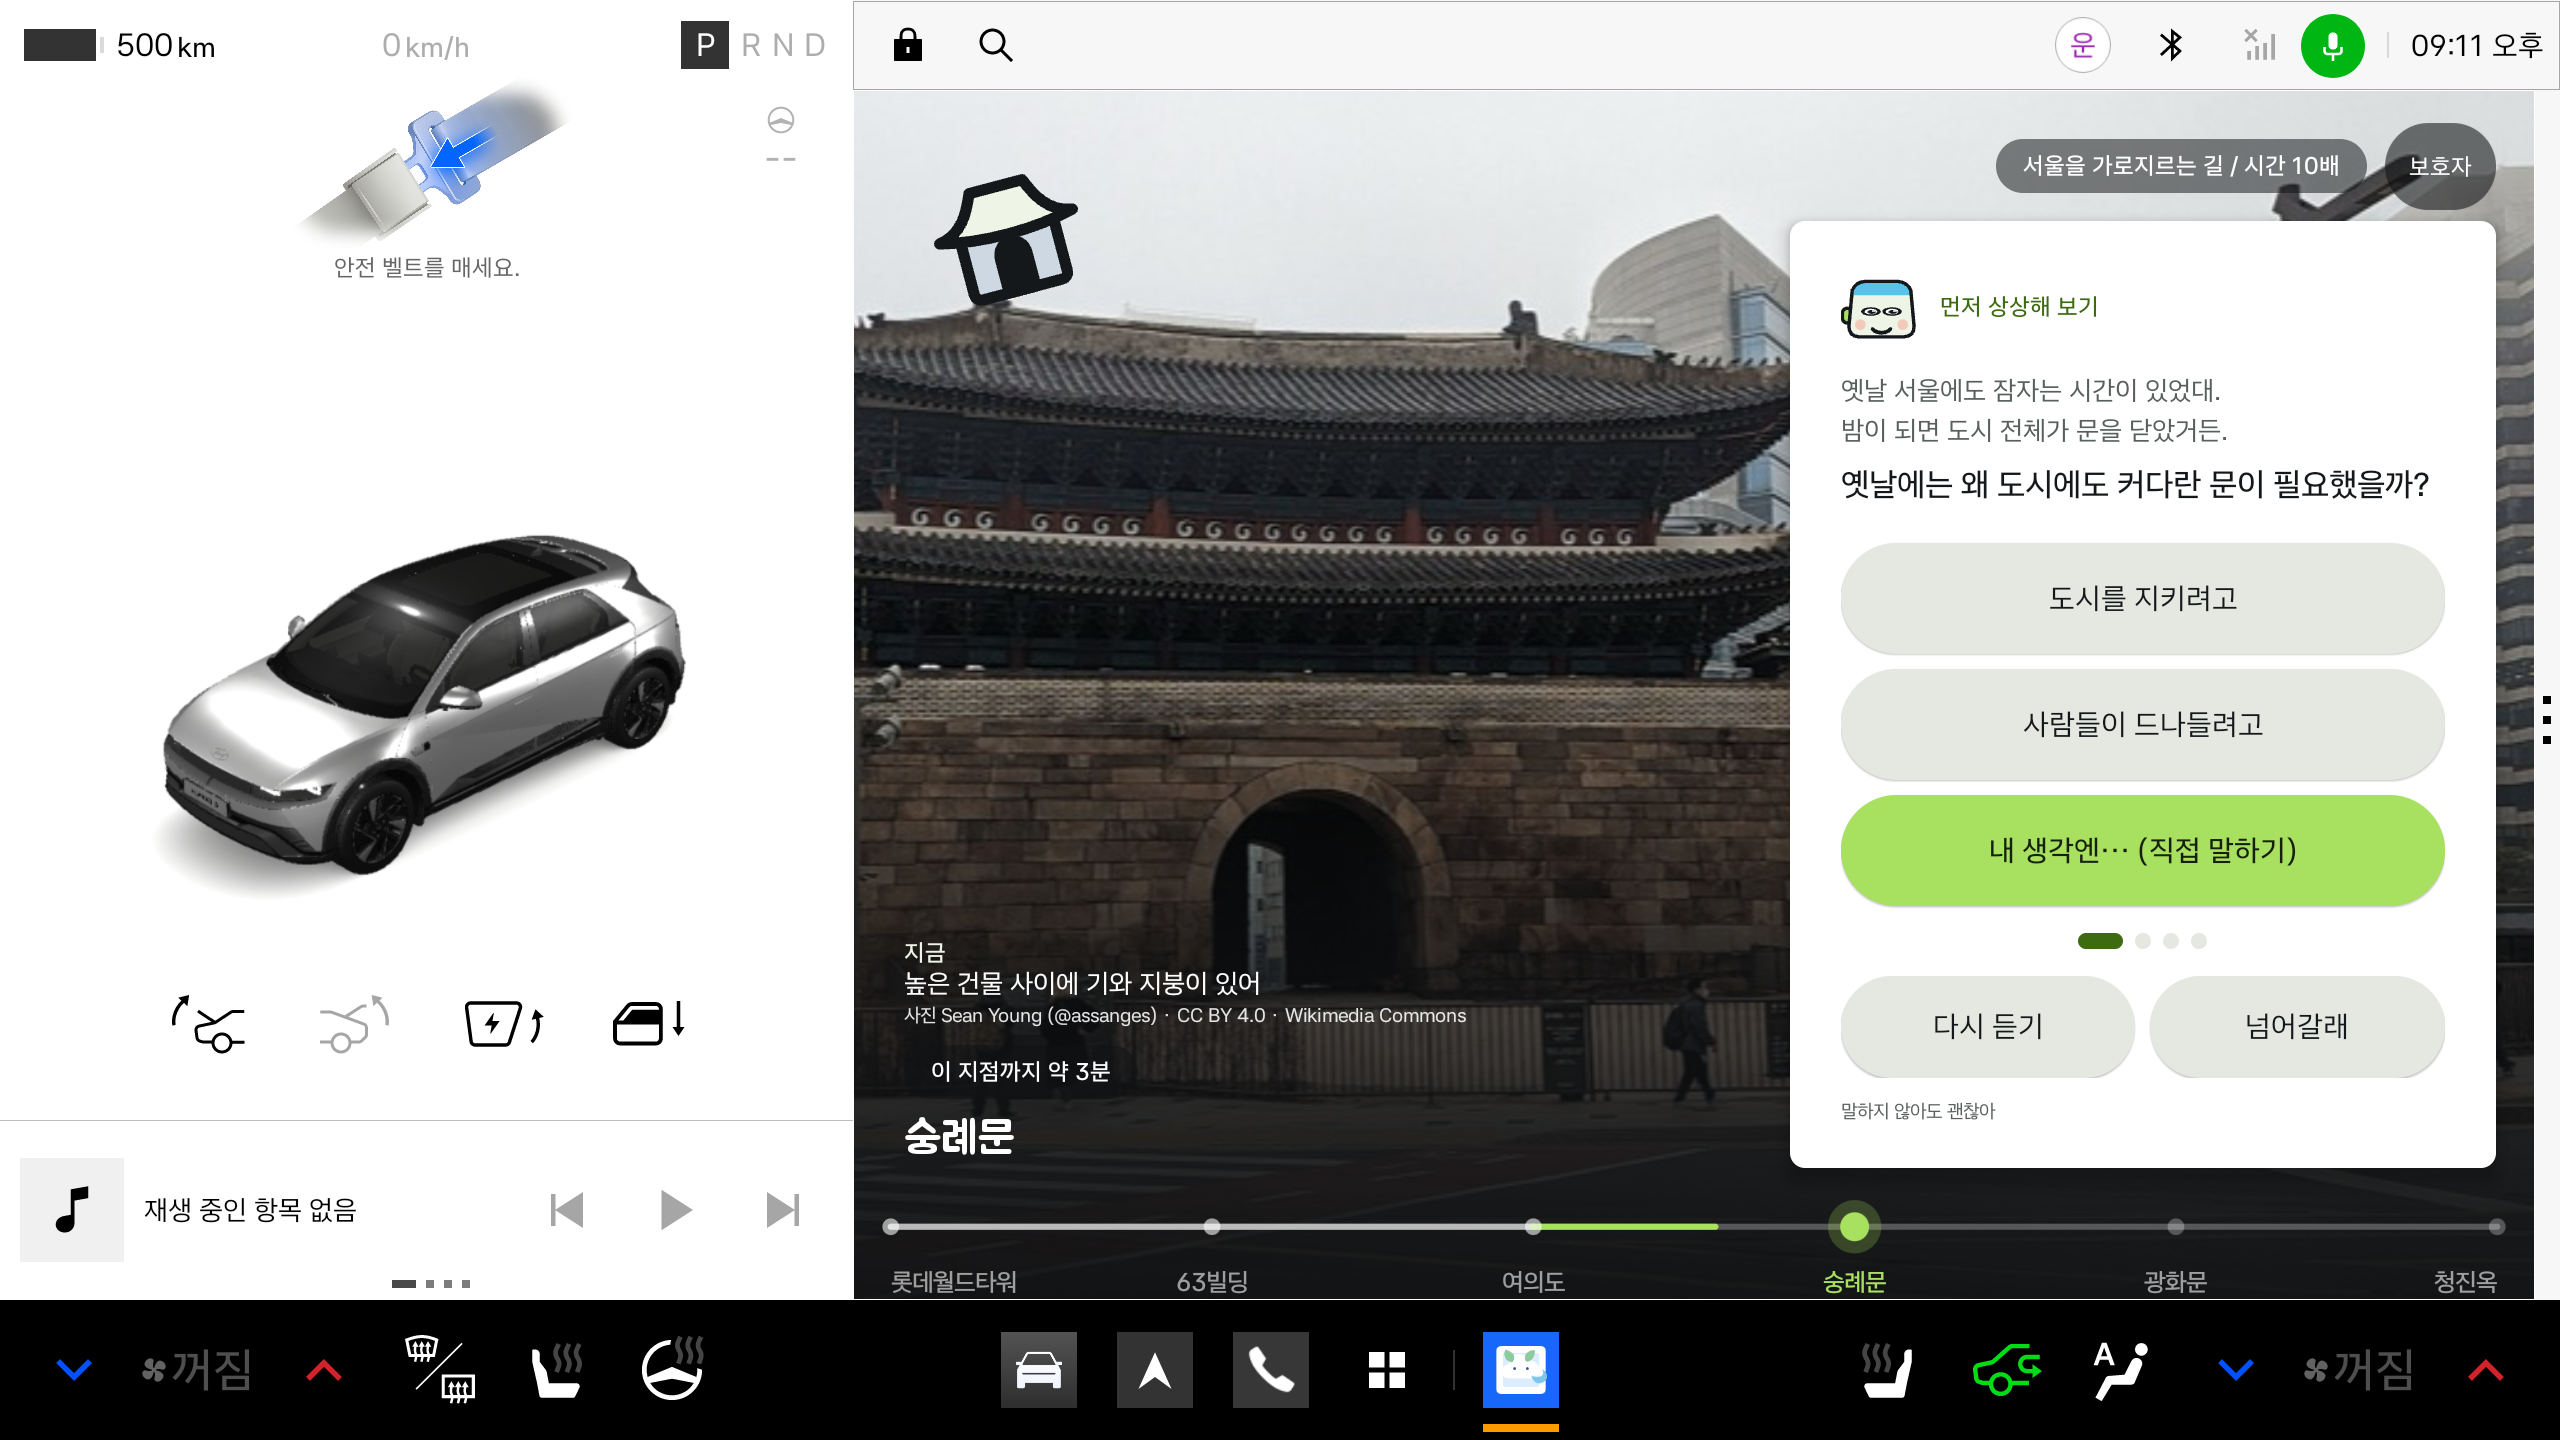 500 km
0 km/h
P R N D
안전 벨트를 매세요.
재생 중인 항목 없음
운
09:11 오후
서울을 가로지르는 길 / 시간 10배
보호자
먼저 상상해 보기
옛날 서울에도 잠자는 시간이 있었대.
밤이 되면 도시 전체가 문을 닫았거든.
옛날에는 왜 도시에도 커다란 문이 필요했을까?
도시를 지키려고
사람들이 드나들려고
내 생각엔… (직접 말하기)
다시 듣기
넘어갈래
말하지 않아도 괜찮아
지금
높은 건물 사이에 기와 지붕이 있어
사진 Sean Young (@assanges) · CC BY 4.0 · Wikimedia Commons
이 지점까지 약 3분
숭례문
롯데월드타워
63빌딩
여의도
숭례문
광화문
청진옥
꺼짐
A
꺼짐